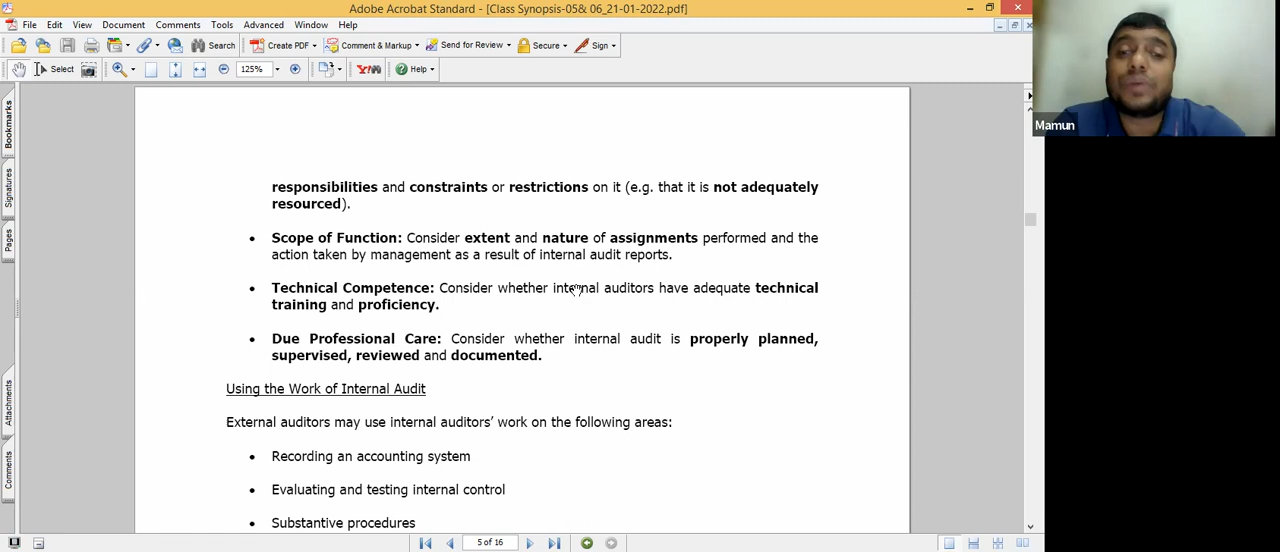 Adobe Acrobat Standard - [Class Synopsis-05& 06_21-01-2022.pdf]
File Edit View Document Comments Tools Advanced Window Help
Search Create PDF Comment & Markup Send for Review Secure Sign
Select 125% Help
Bookmarks
Signatures
Pages
Attachments
Comments
responsibilities and constraints or restrictions on it (e.g. that it is not adequately
resourced).
• Scope of Function: Consider extent and nature of assignments performed and the
action taken by management as a result of internal audit reports.
• Technical Competence: Consider whether internal auditors have adequate technical
training and proficiency.
• Due Professional Care: Consider whether internal audit is properly planned,
supervised, reviewed and documented.
Using the Work of Internal Audit
External auditors may use internal auditors’ work on the following areas:
• Recording an accounting system
• Evaluating and testing internal control
• Substantive procedures
5 of 16
Mamun